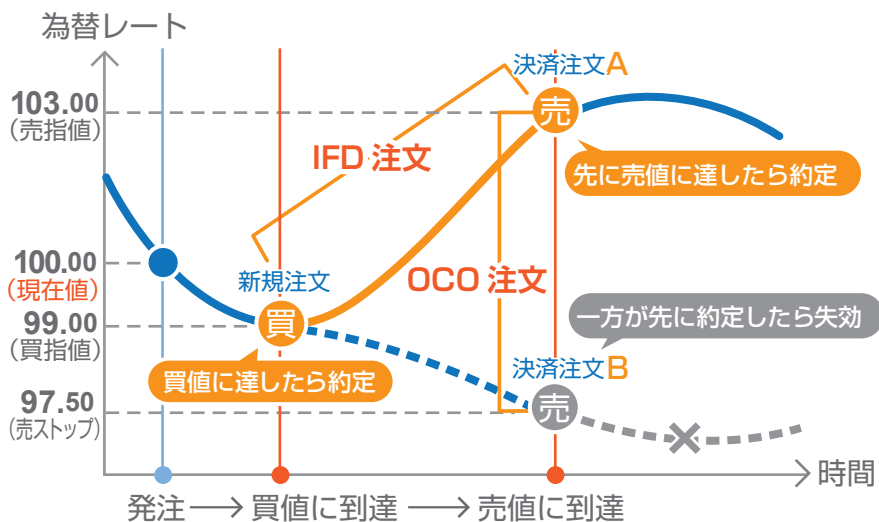 為替レート
決済注文A
103.00
(売指値)
売
IFD 注文
先に売値に達したら約定
100.00
(現在値)
新規注文
OCO 注文
99.00
(買指値)
買
一方が先に約定したら失効
買値に達したら約定
決済注文B
97.50
(売ストップ)
売
時間
発注 → 買値に到達 → 売値に到達